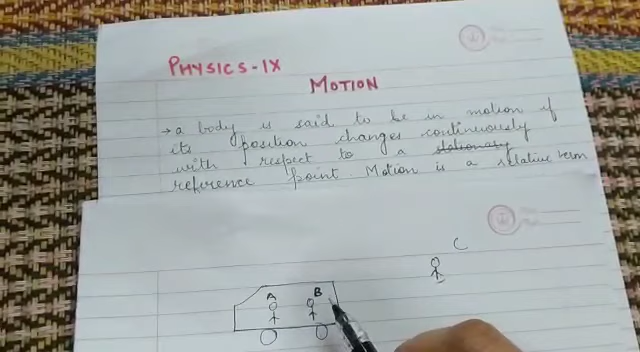 PHYSICS-IX
MOTION
→ a body is said to be in motion if
its position changes continuously
with respect to a stationary
reference point. Motion is a relative term
C
A B